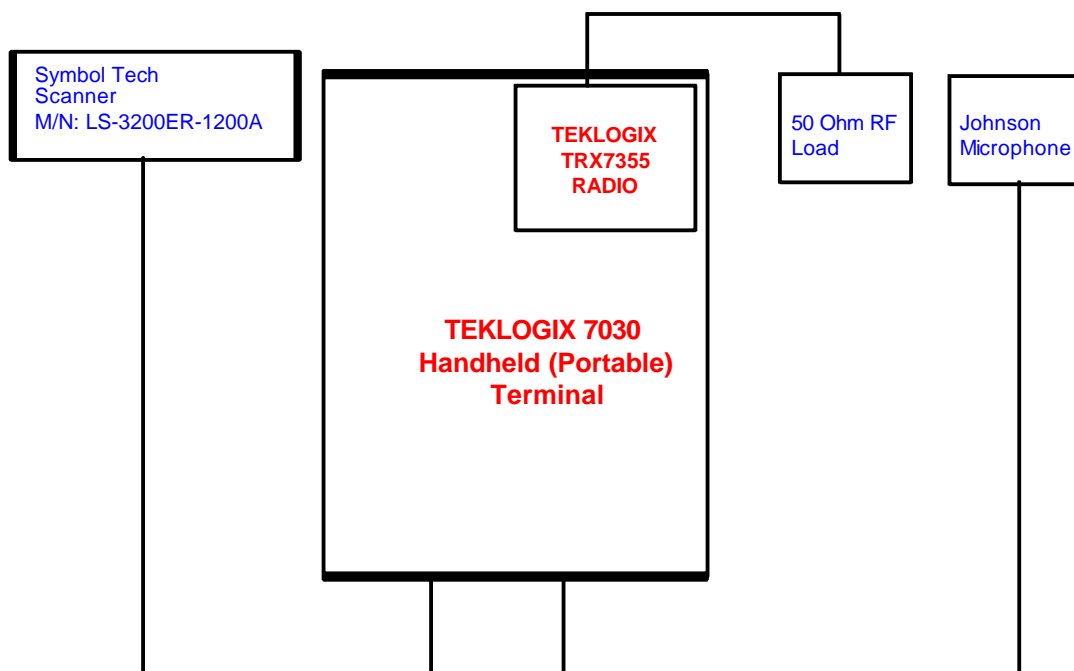 Symbol Tech
Scanner
M/N: LS-3200ER-1200A
TEKLOGIX
TRX7355
RADIO
50 Ohm RF
Load
Johnson
Microphone
TEKLOGIX 7030
Handheld (Portable)
Terminal